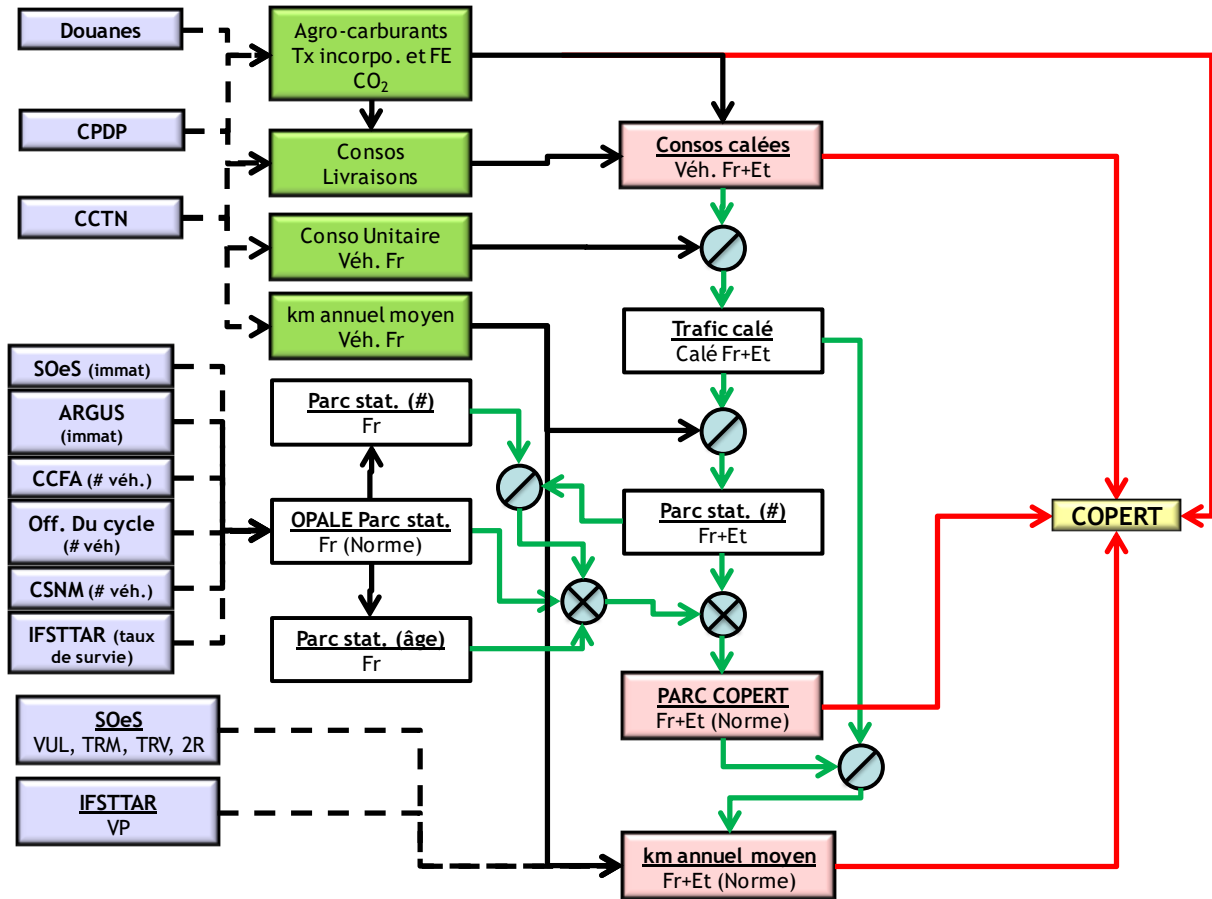 Douanes
CPDP
CCTN
SOeS (immat)
ARGUS
(immat)
CCFA (# véh.)
Off. Du cycle
(# véh)
CSNM (# véh.)
IFSTTAR (taux
de survie)
SOeS
VUL, TRM, TRV, 2R
IFSTTAR
VP
Agro-carburants
Tx incorpo. et FE
CO₂
Consos
Livraisons
Conso Unitaire
Véh. Fr
km annuel moyen
Véh. Fr
Parc stat. (#)
Fr
OPALE Parc stat.
Fr (Norme)
Parc stat. (âge)
Fr
Consos calées
Véh. Fr+Et
Trafic calé
Calé Fr+Et
Parc stat. (#)
Fr+Et
PARC COPERT
Fr+Et (Norme)
km annuel moyen
Fr+Et (Norme)
COPERT